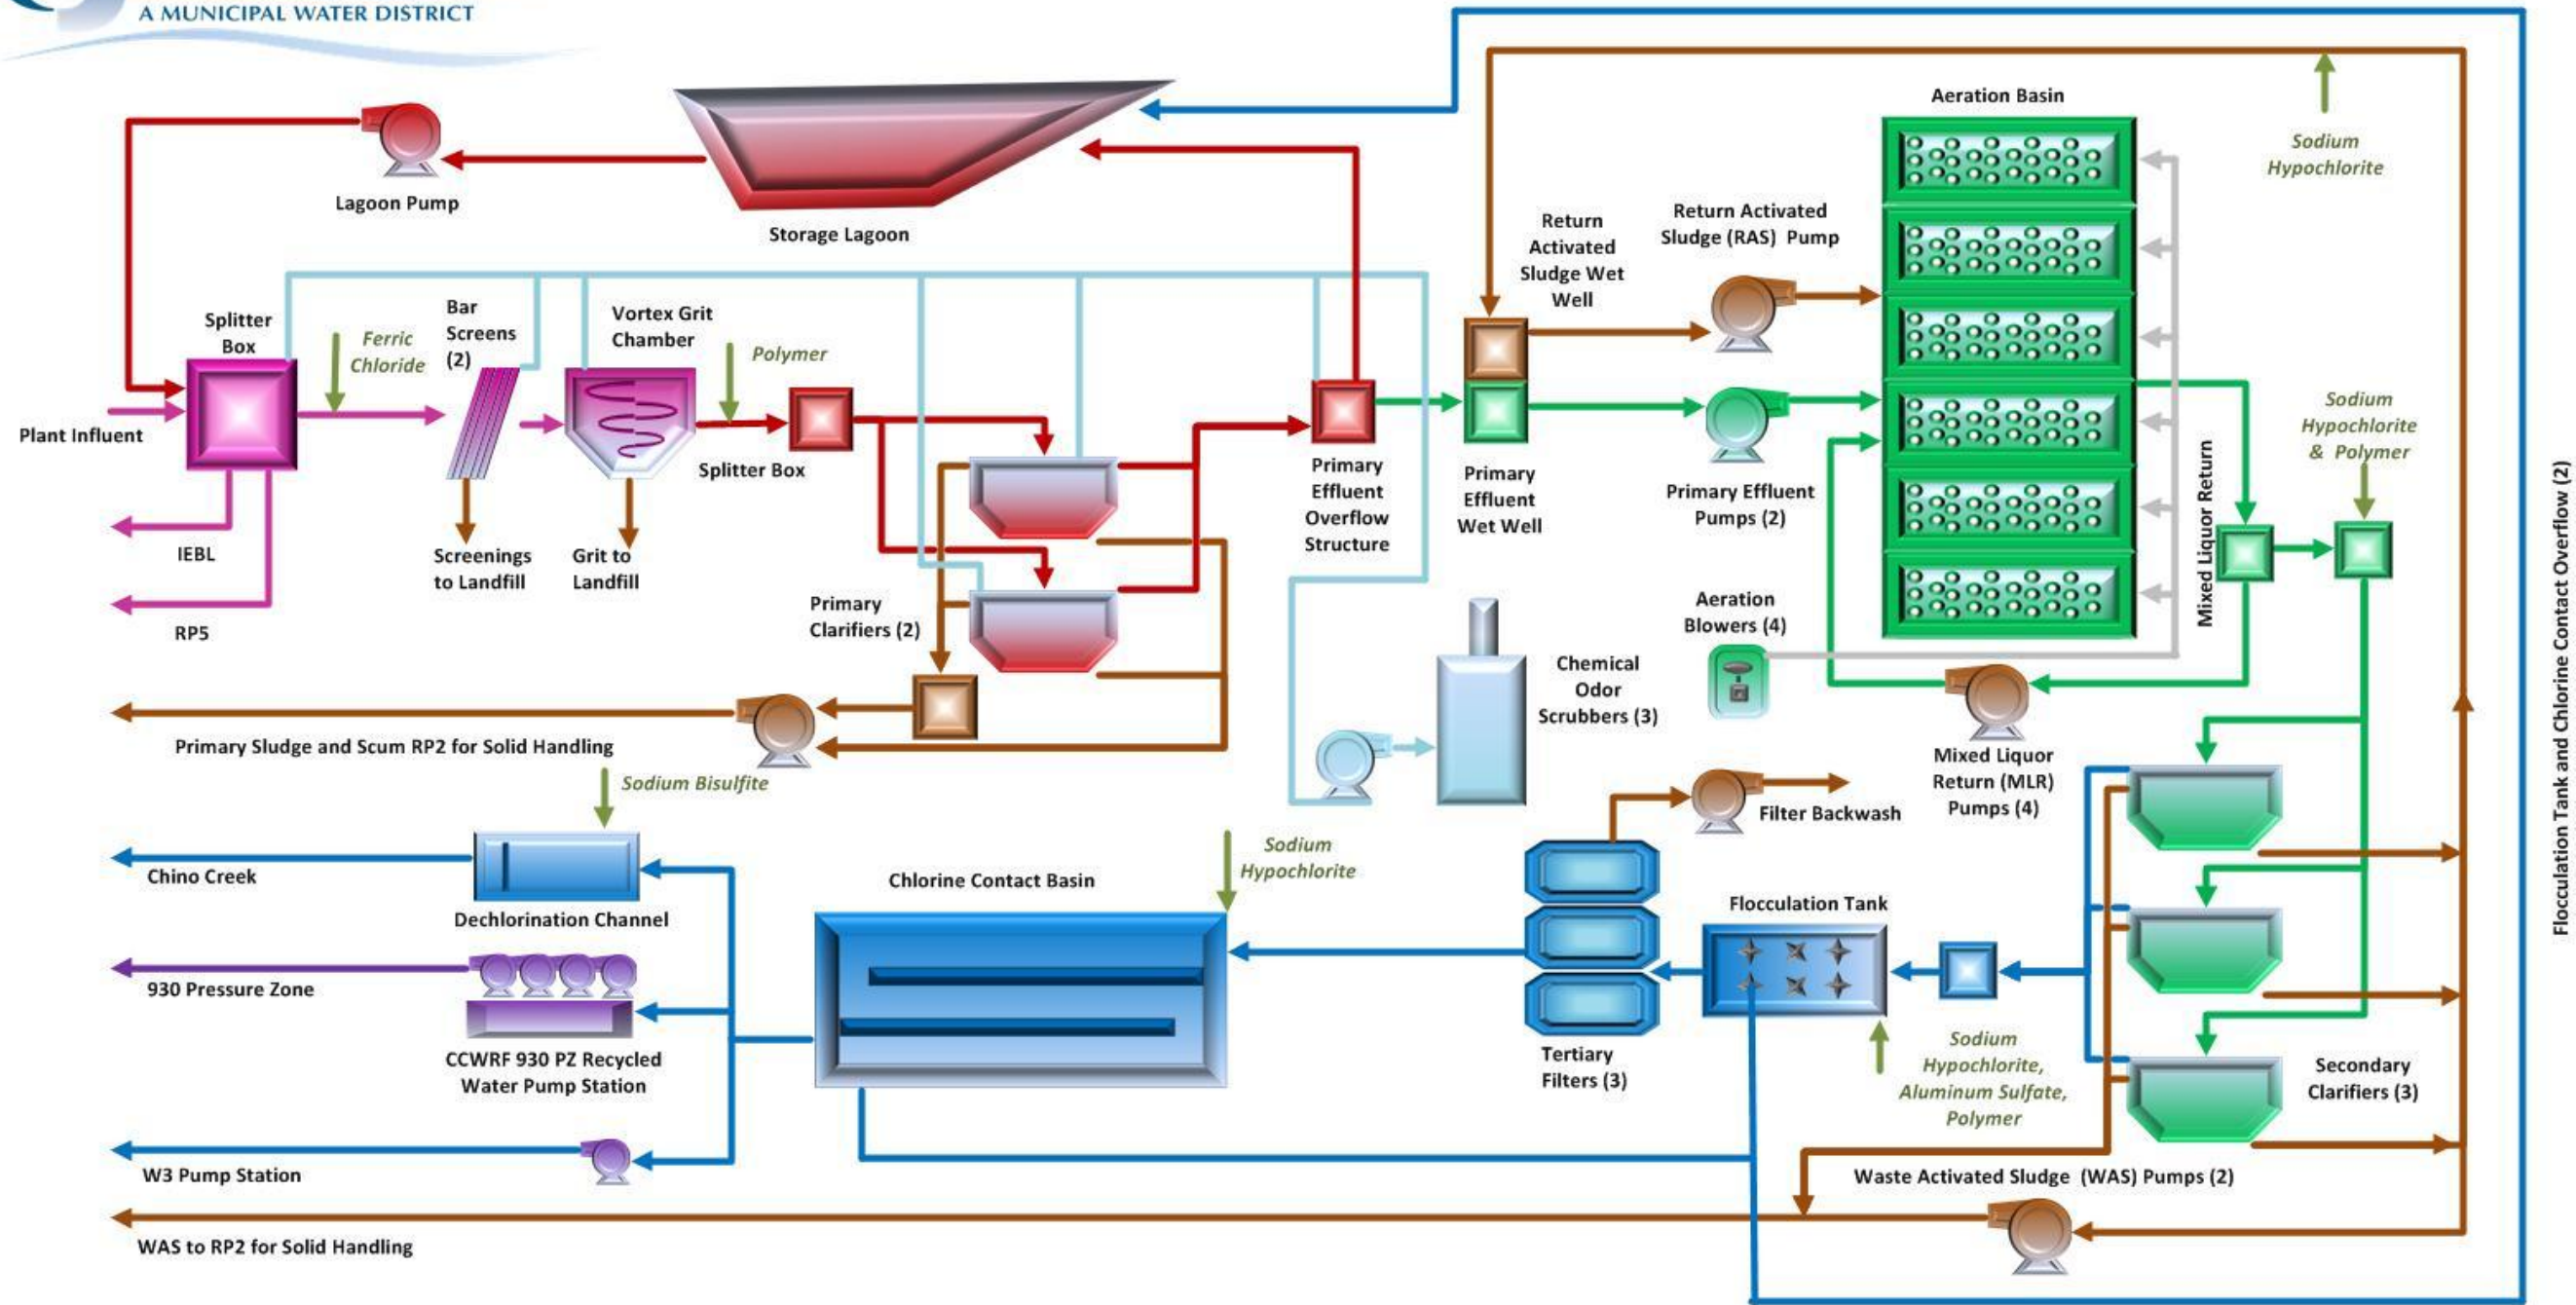 A MUNICIPAL WATER DISTRICT
Aeration Basin
Sodium
Hypochlorite
Lagoon Pump
Storage Lagoon
Return
Activated
Sludge Wet
Well
Return Activated
Sludge (RAS) Pump
Splitter
Box
Ferric
Chloride
Bar
Screens
(2)
Vortex Grit
Chamber
Polymer
Plant Influent
Splitter Box
Primary
Effluent
Overflow
Structure
Primary
Effluent
Wet Well
Primary Effluent
Pumps (2)
Mixed Liquor Return
Sodium
Hypochlorite
& Polymer
Flocculation Tank and Chlorine Contact Overflow (2)
IEBL
RP5
Screenings
to Landfill
Grit to
Landfill
Primary
Clarifiers (2)
Aeration
Blowers (4)
Chemical
Odor
Scrubbers (3)
Primary Sludge and Scum RP2 for Solid Handling
Mixed Liquor
Return (MLR)
Pumps (4)
Sodium Bisulfite
Filter Backwash
Chino Creek
Dechlorination Channel
Chlorine Contact Basin
Sodium
Hypochlorite
Flocculation Tank
930 Pressure Zone
CCWRF 930 PZ Recycled
Water Pump Station
Tertiary
Filters (3)
Sodium
Hypochlorite,
Aluminum Sulfate,
Polymer
Secondary
Clarifiers (3)
W3 Pump Station
Waste Activated Sludge (WAS) Pumps (2)
WAS to RP2 for Solid Handling